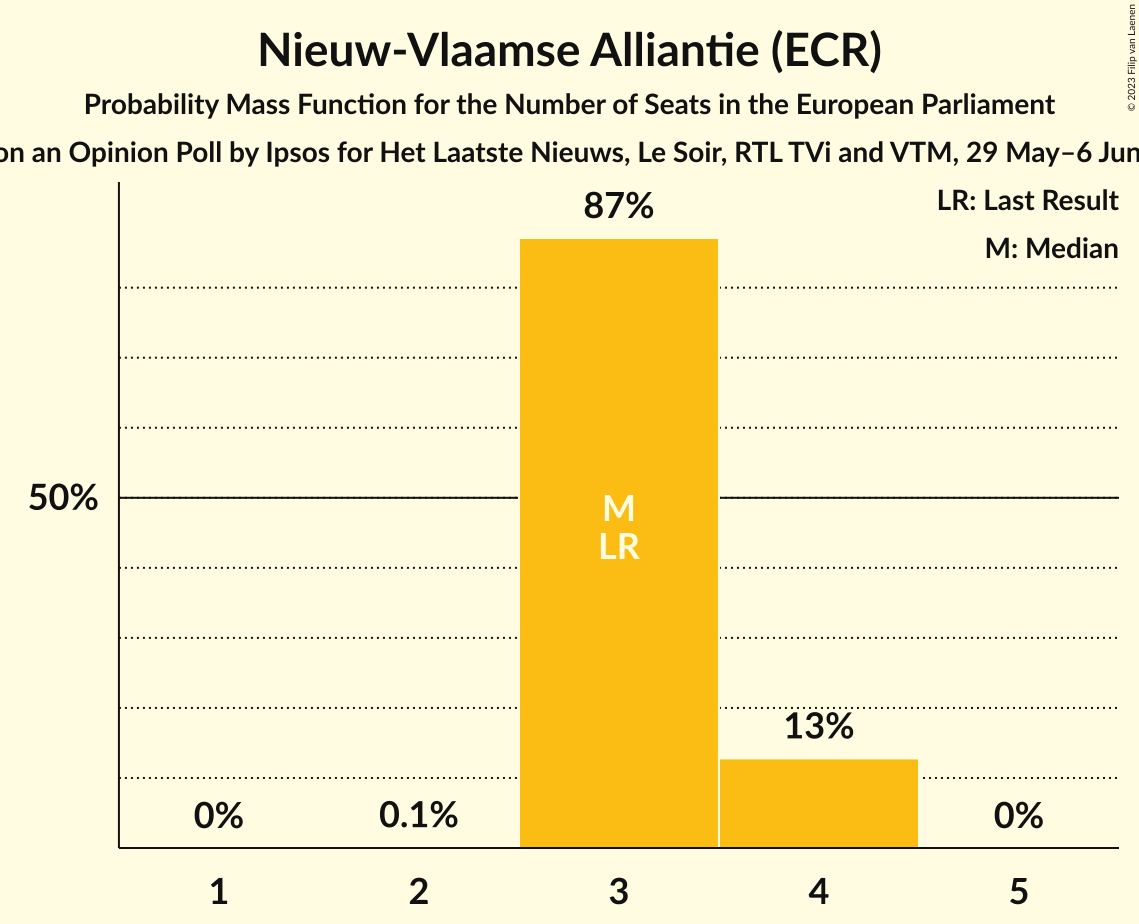 Nieuw-Vlaamse Alliantie (ECR)
Probability Mass Function for the Number of Seats in the European Parliament
on an Opinion Poll by Ipsos for Het Laatste Nieuws, Le Soir, RTL TVi and VTM, 29 May–6 Jun
© 2023 Filip van Laenen
LR: Last Result
M: Median
87%
50%
M
LR
13%
0%
0.1%
0%
1 2 3 4 5